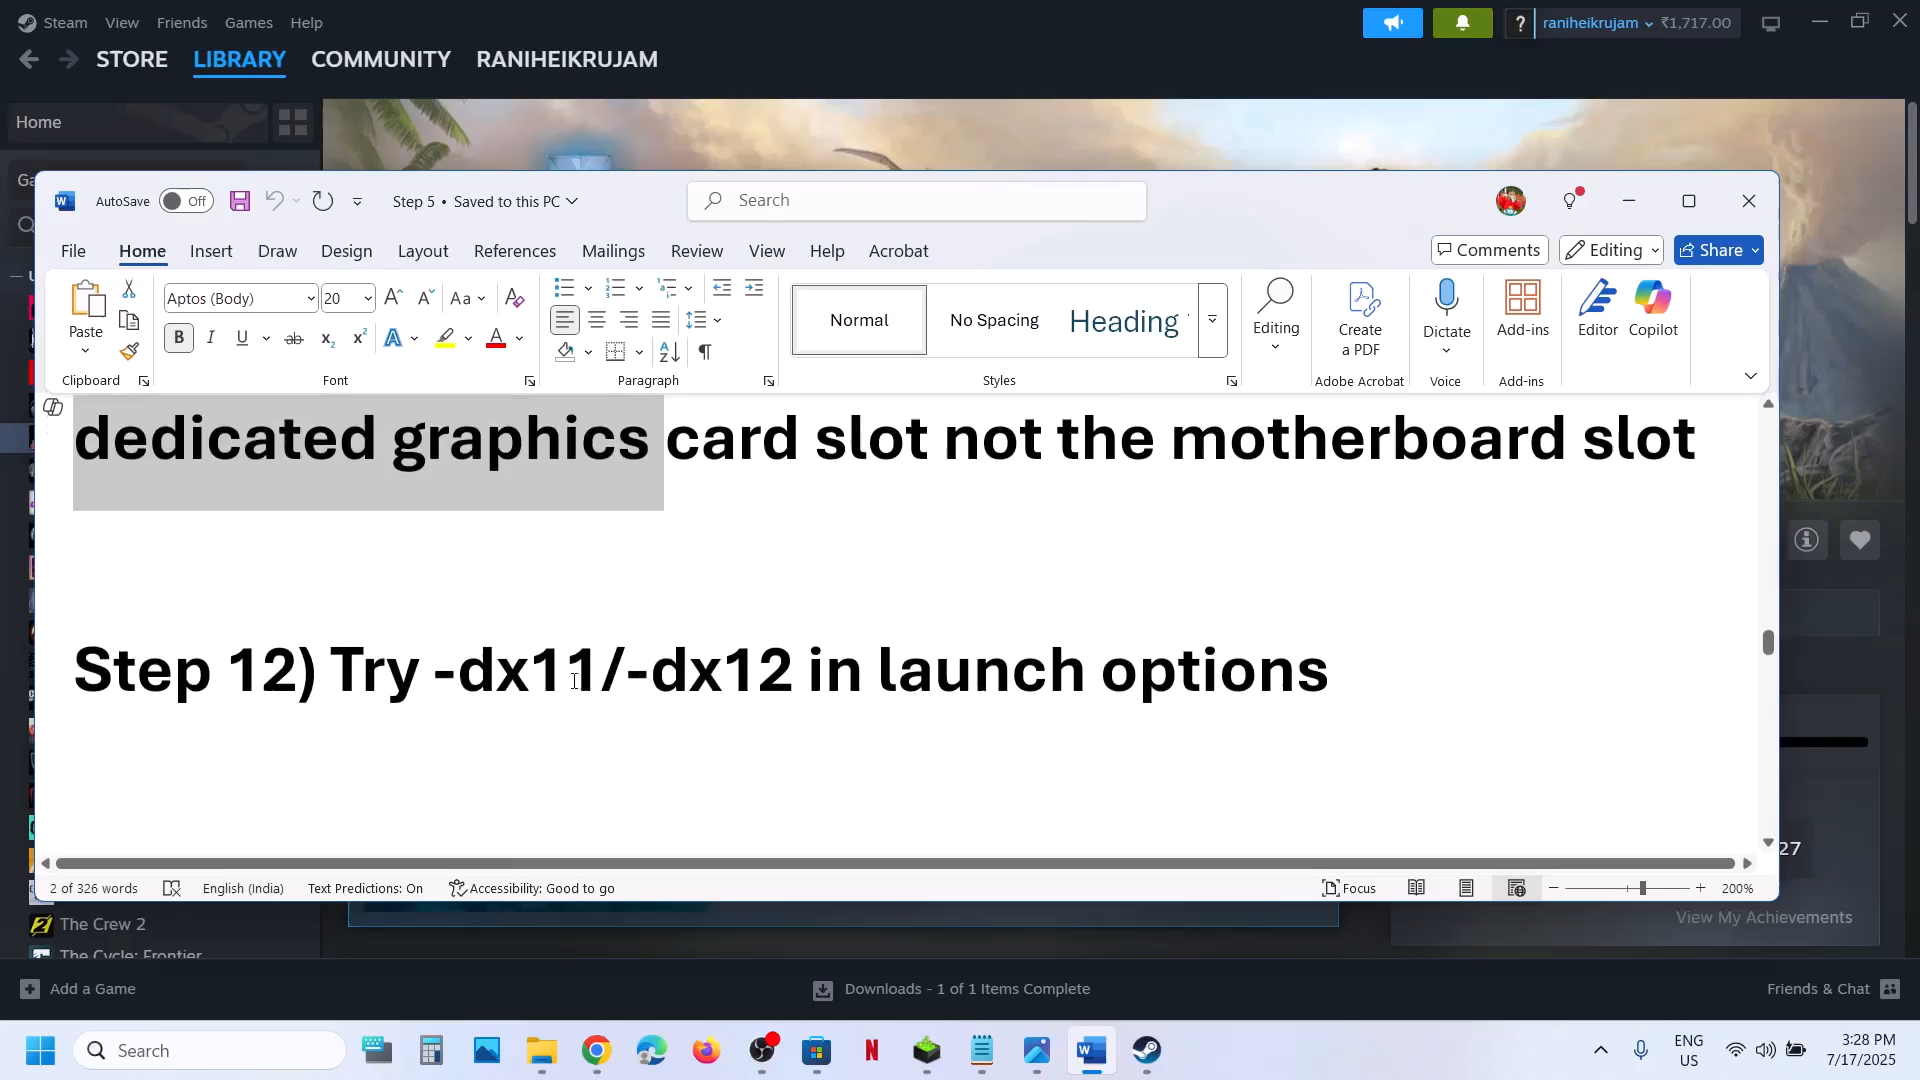 Steam View Friends Games Help
raniheikrujam ₹1,717.00
STORE LIBRARY COMMUNITY RANIHEIKRUJAM
Home
AutoSave Off Step 5 • Saved to this PC Search
File Home Insert Draw Design Layout References Mailings Review View Help Acrobat Comments Editing Share
Aptos (Body) 20
Paste
Normal No Spacing Heading
Editing Create a PDF Dictate Add-ins Editor Copilot
Clipboard Font Paragraph Styles Adobe Acrobat Voice Add-ins
dedicated graphics card slot not the motherboard slot
Step 12) Try -dx11/-dx12 in launch options
27
2 of 326 words English (India) Text Predictions: On Accessibility: Good to go Focus 200%
The Crew 2
View My Achievements
The Cycle: Frontier
Add a Game Downloads - 1 of 1 Items Complete Friends & Chat
Search
ENG US 3:28 PM 7/17/2025